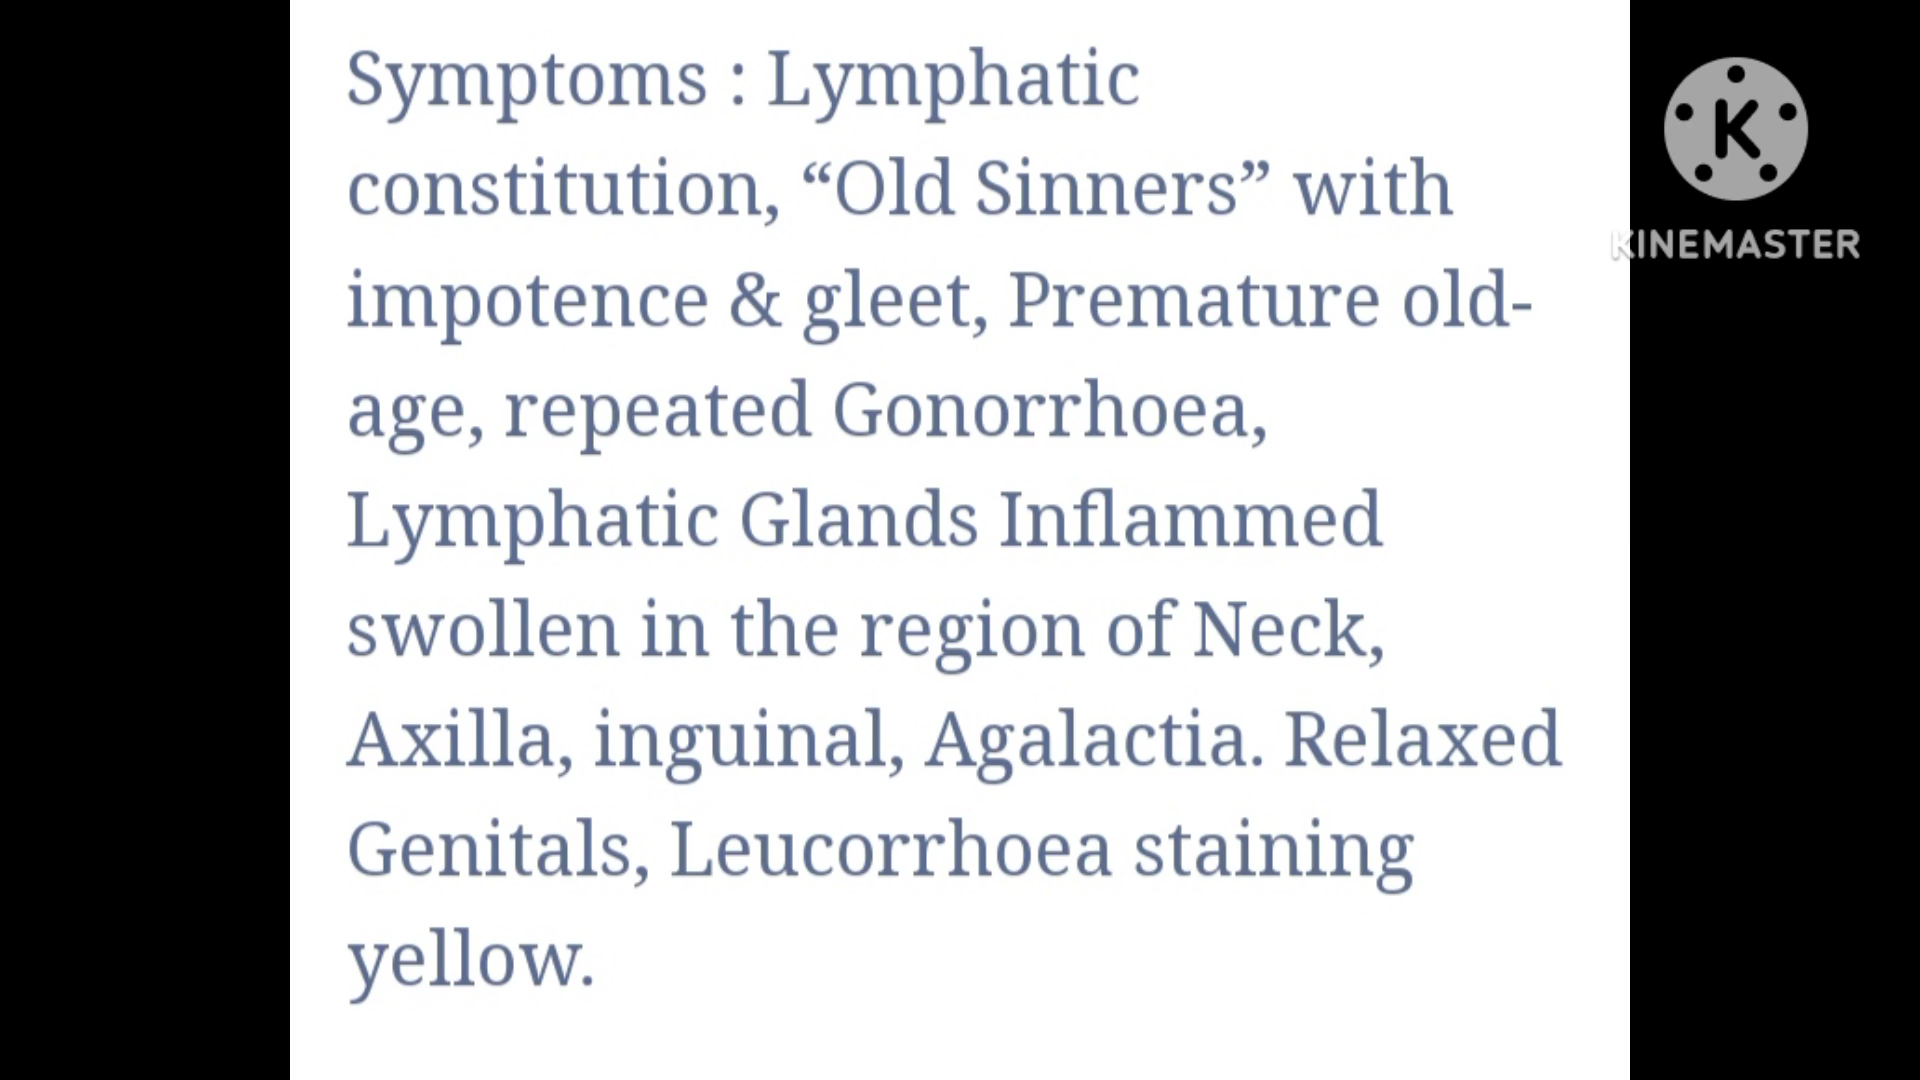 Symptoms : Lymphatic
constitution, “Old Sinners” with
impotence & gleet, Premature old-
age, repeated Gonorrhoea,
Lymphatic Glands Inflammed
swollen in the region of Neck,
Axilla, inguinal, Agalactia. Relaxed
Genitals, Leucorrhoea staining
yellow.
K
KINEMASTER